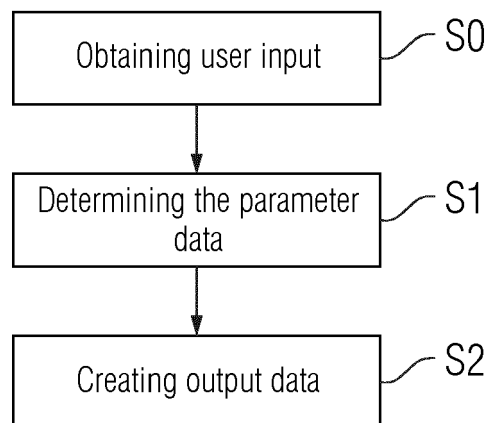 Obtaining user input
S0
Determining the parameter
data
S1
Creating output data
S2